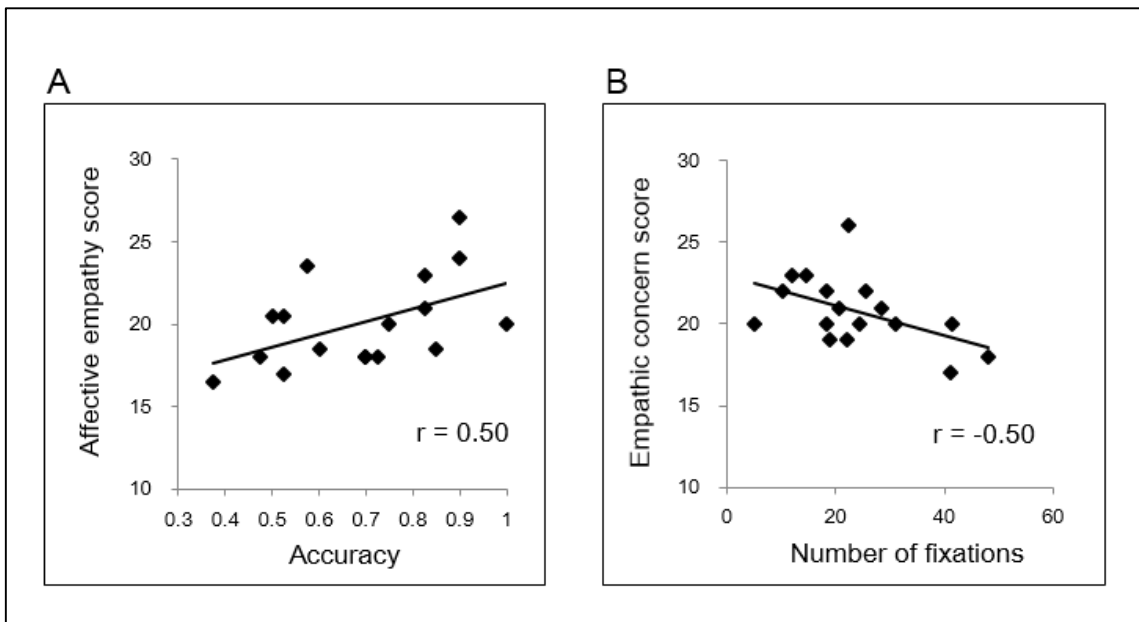 A
Affective empathy score
30
25
20
15
10
0.3 0.4 0.5 0.6 0.7 0.8 0.9 1
Accuracy
r = 0.50
B
Empathic concern score
30
25
20
15
10
0 20 40 60
Number of fixations
r = -0.50